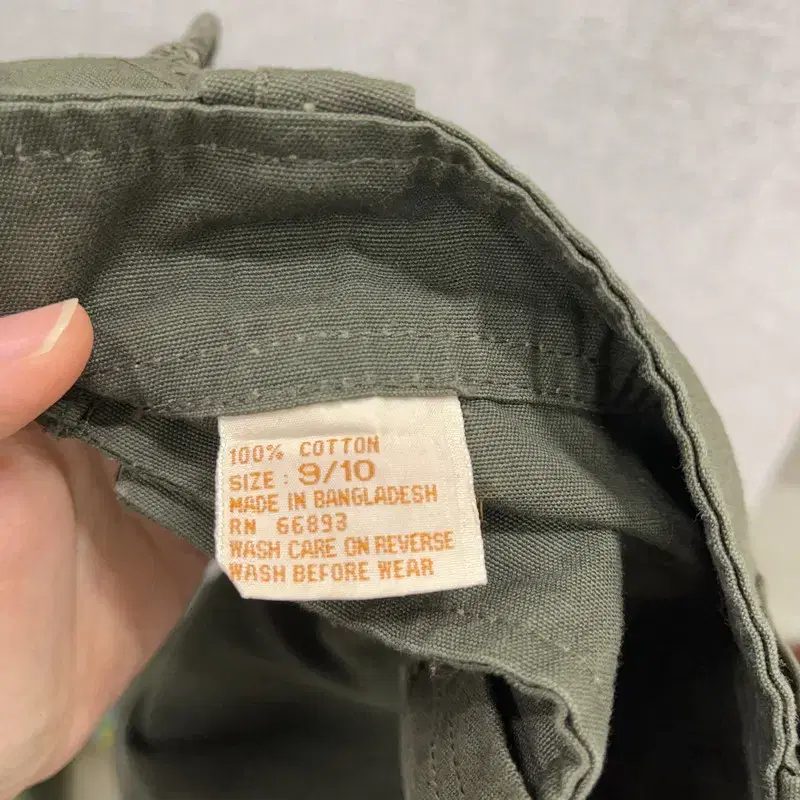 100% COTTON
SIZE : 9/10
MADE IN BANGLADESH
RN 66893
WASH CARE ON REVERSE
WASH BEFORE WEAR